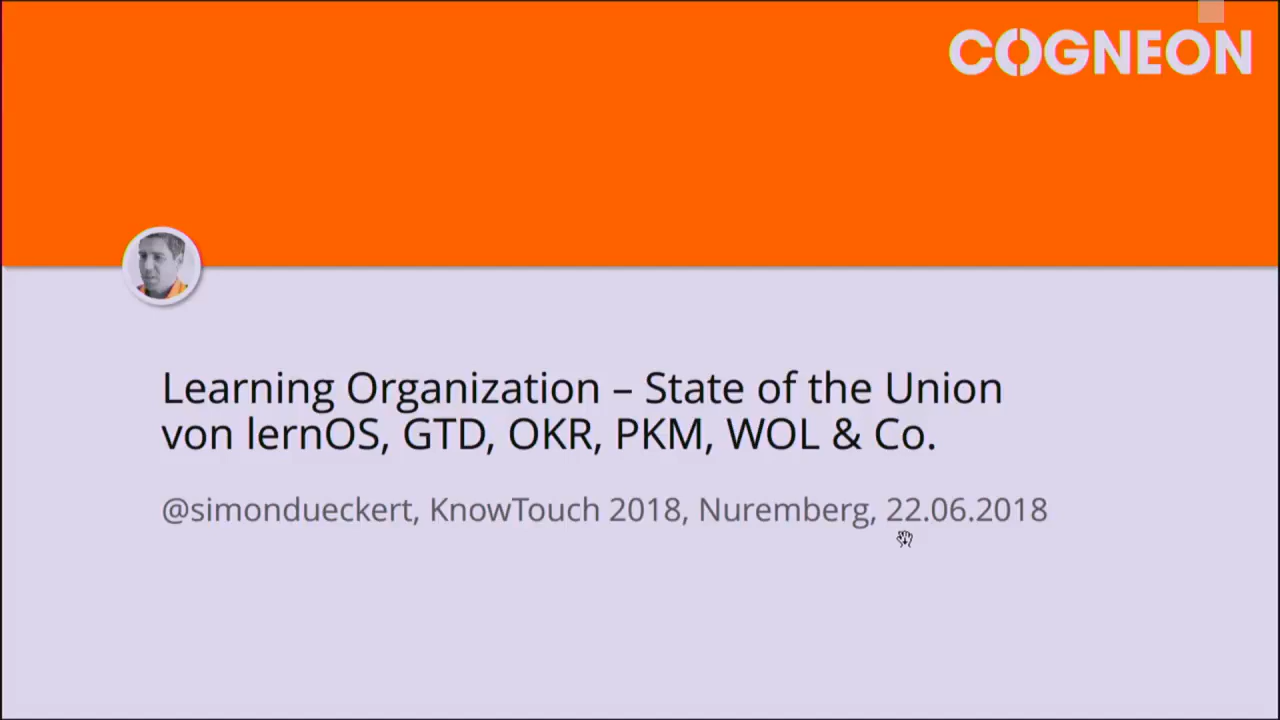 COGNEON
Learning Organization – State of the Union
von lernOS, GTD, OKR, PKM, WOL & Co.
@simondueckert, KnowTouch 2018, Nuremberg, 22.06.2018